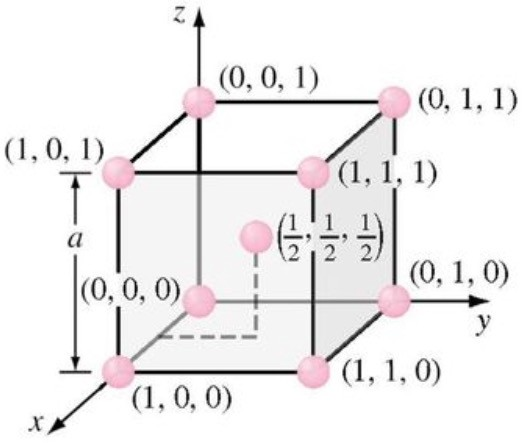 z
(0, 0, 1)
(0, 1, 1)
(1, 0, 1)
(1, 1, 1)
a
(1/2, 1/2, 1/2)
(0, 0, 0)
(0, 1, 0)
y
(1, 1, 0)
(1, 0, 0)
x